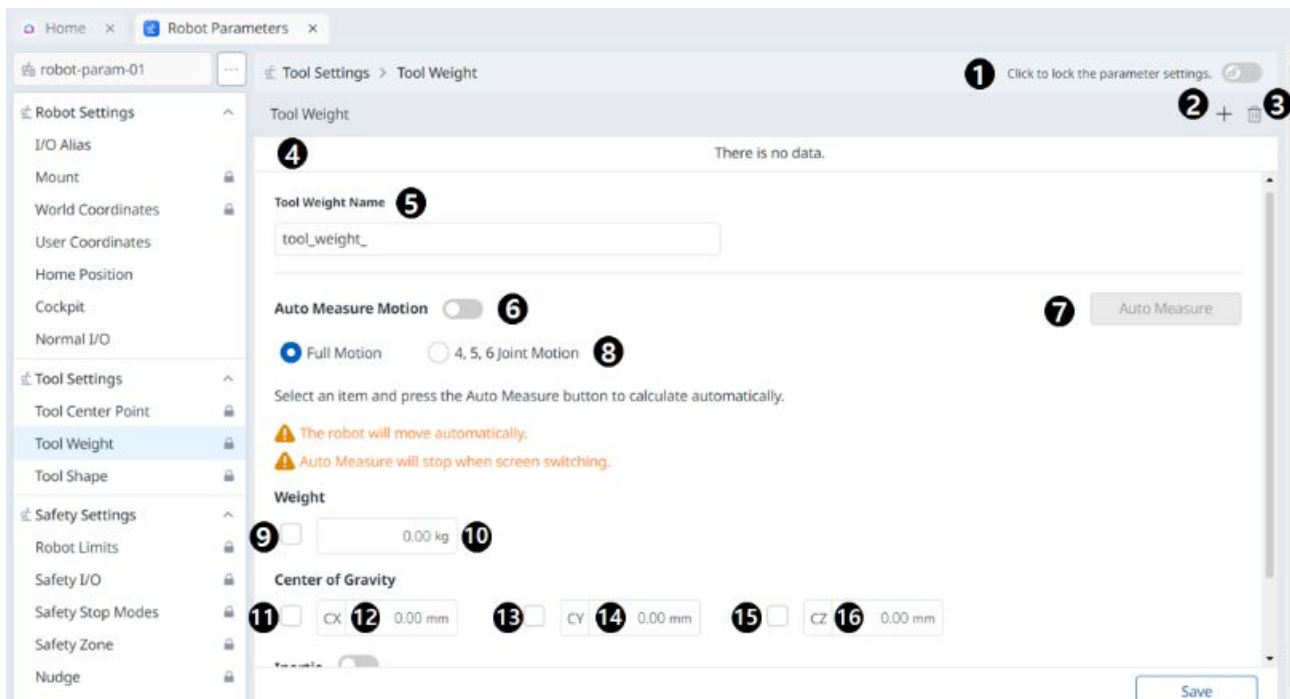 Home × Robot Parameters ×
robot-param-01 ... Tool Settings > Tool Weight 1 Click to lock the parameter settings.
Robot Settings
I/O Alias
Mount
World Coordinates
User Coordinates
Home Position
Cockpit
Normal I/O
Tool Settings
Tool Center Point
Tool Weight
Tool Shape
Safety Settings
Robot Limits
Safety I/O
Safety Stop Modes
Safety Zone
Nudge
Tool Weight 2 + 3
4 There is no data.
Tool Weight Name 5
tool_weight_
Auto Measure Motion 6 7 Auto Measure
Full Motion 4, 5, 6 Joint Motion 8
Select an item and press the Auto Measure button to calculate automatically.
The robot will move automatically.
Auto Measure will stop when screen switching.
Weight
9 0.00 kg 10
Center of Gravity
11 CX 12 0.00 mm 13 CY 14 0.00 mm 15 CZ 16 0.00 mm
Save